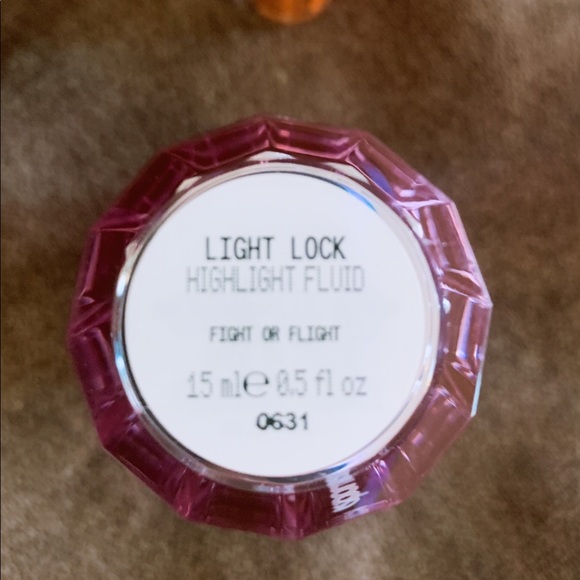 LIGHT LOCK
HIGHLIGHT FLUID
FIGHT OR FLIGHT
15 ml℮ 0.5 fl oz
0631